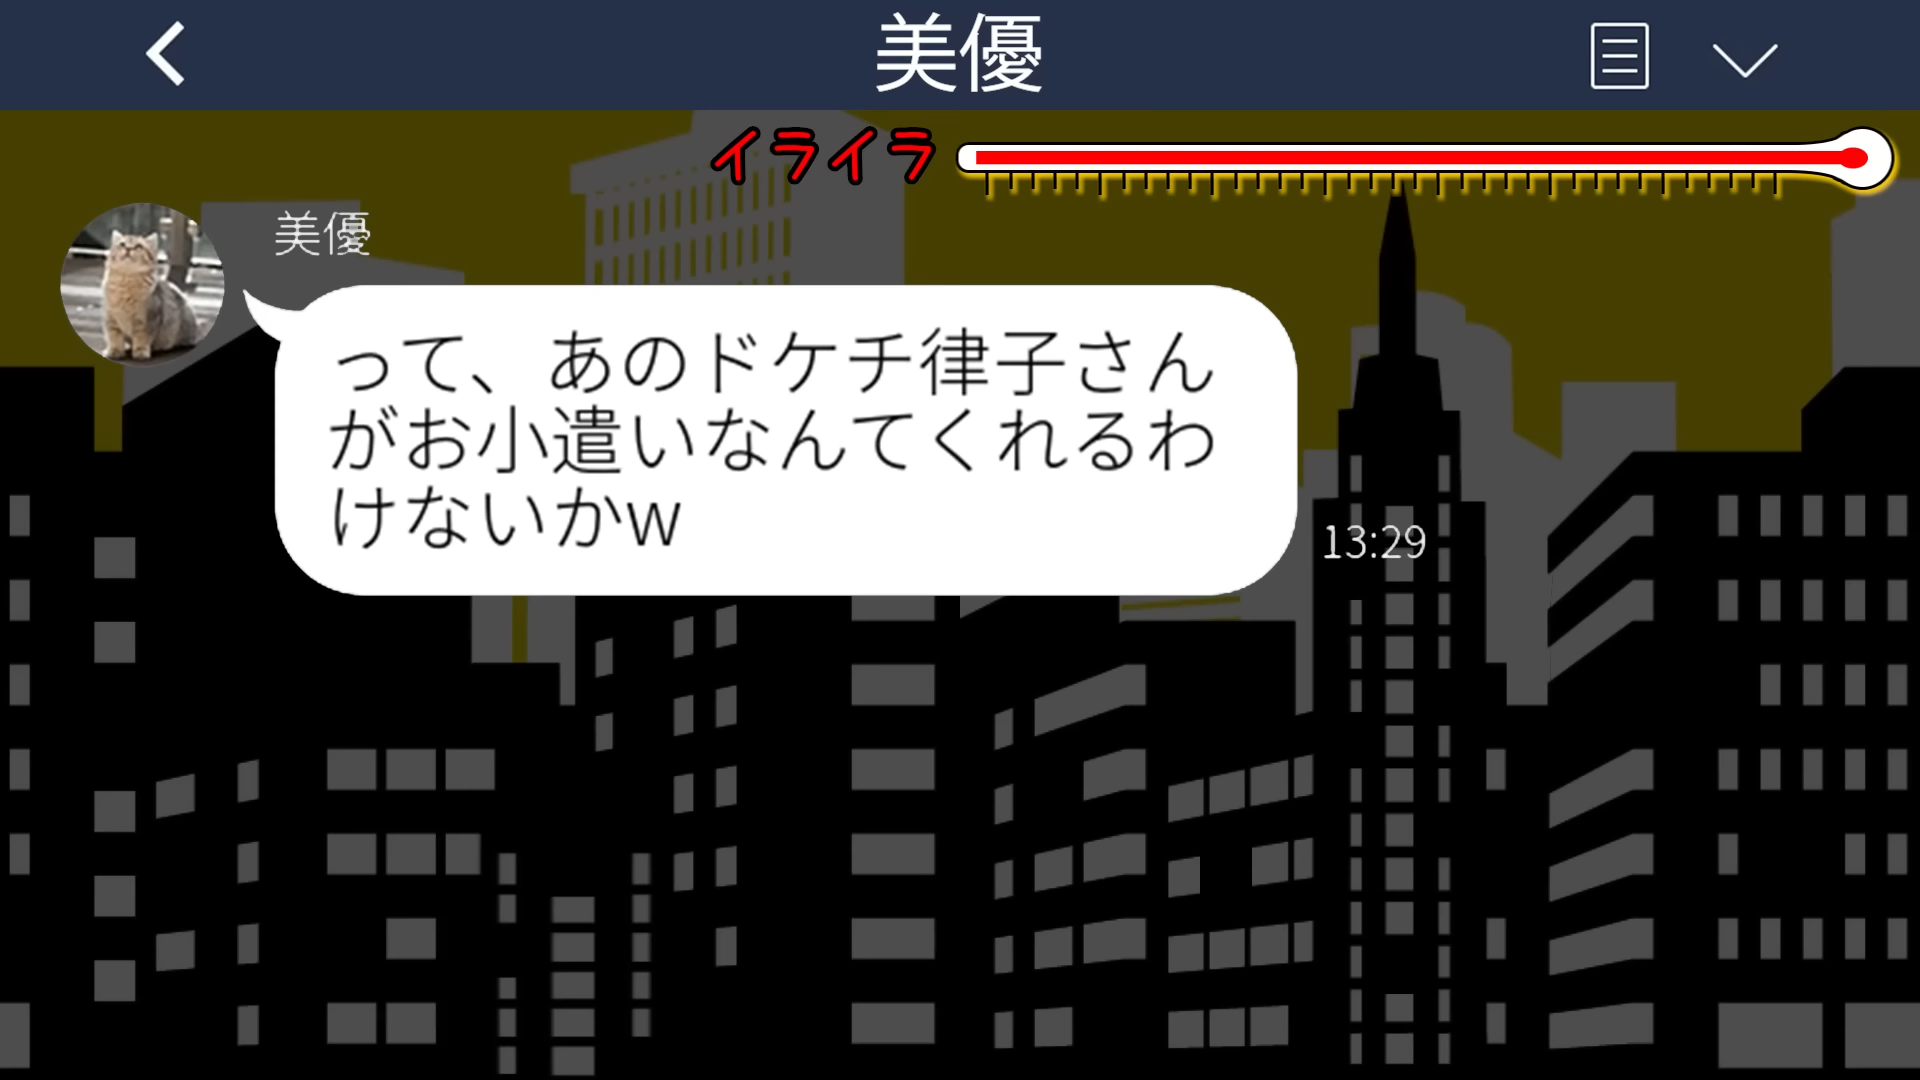 美優
イライラ
美優
って、あのドケチ律子さん
がお小遣いなんてくれるわ
けないかw
13:29